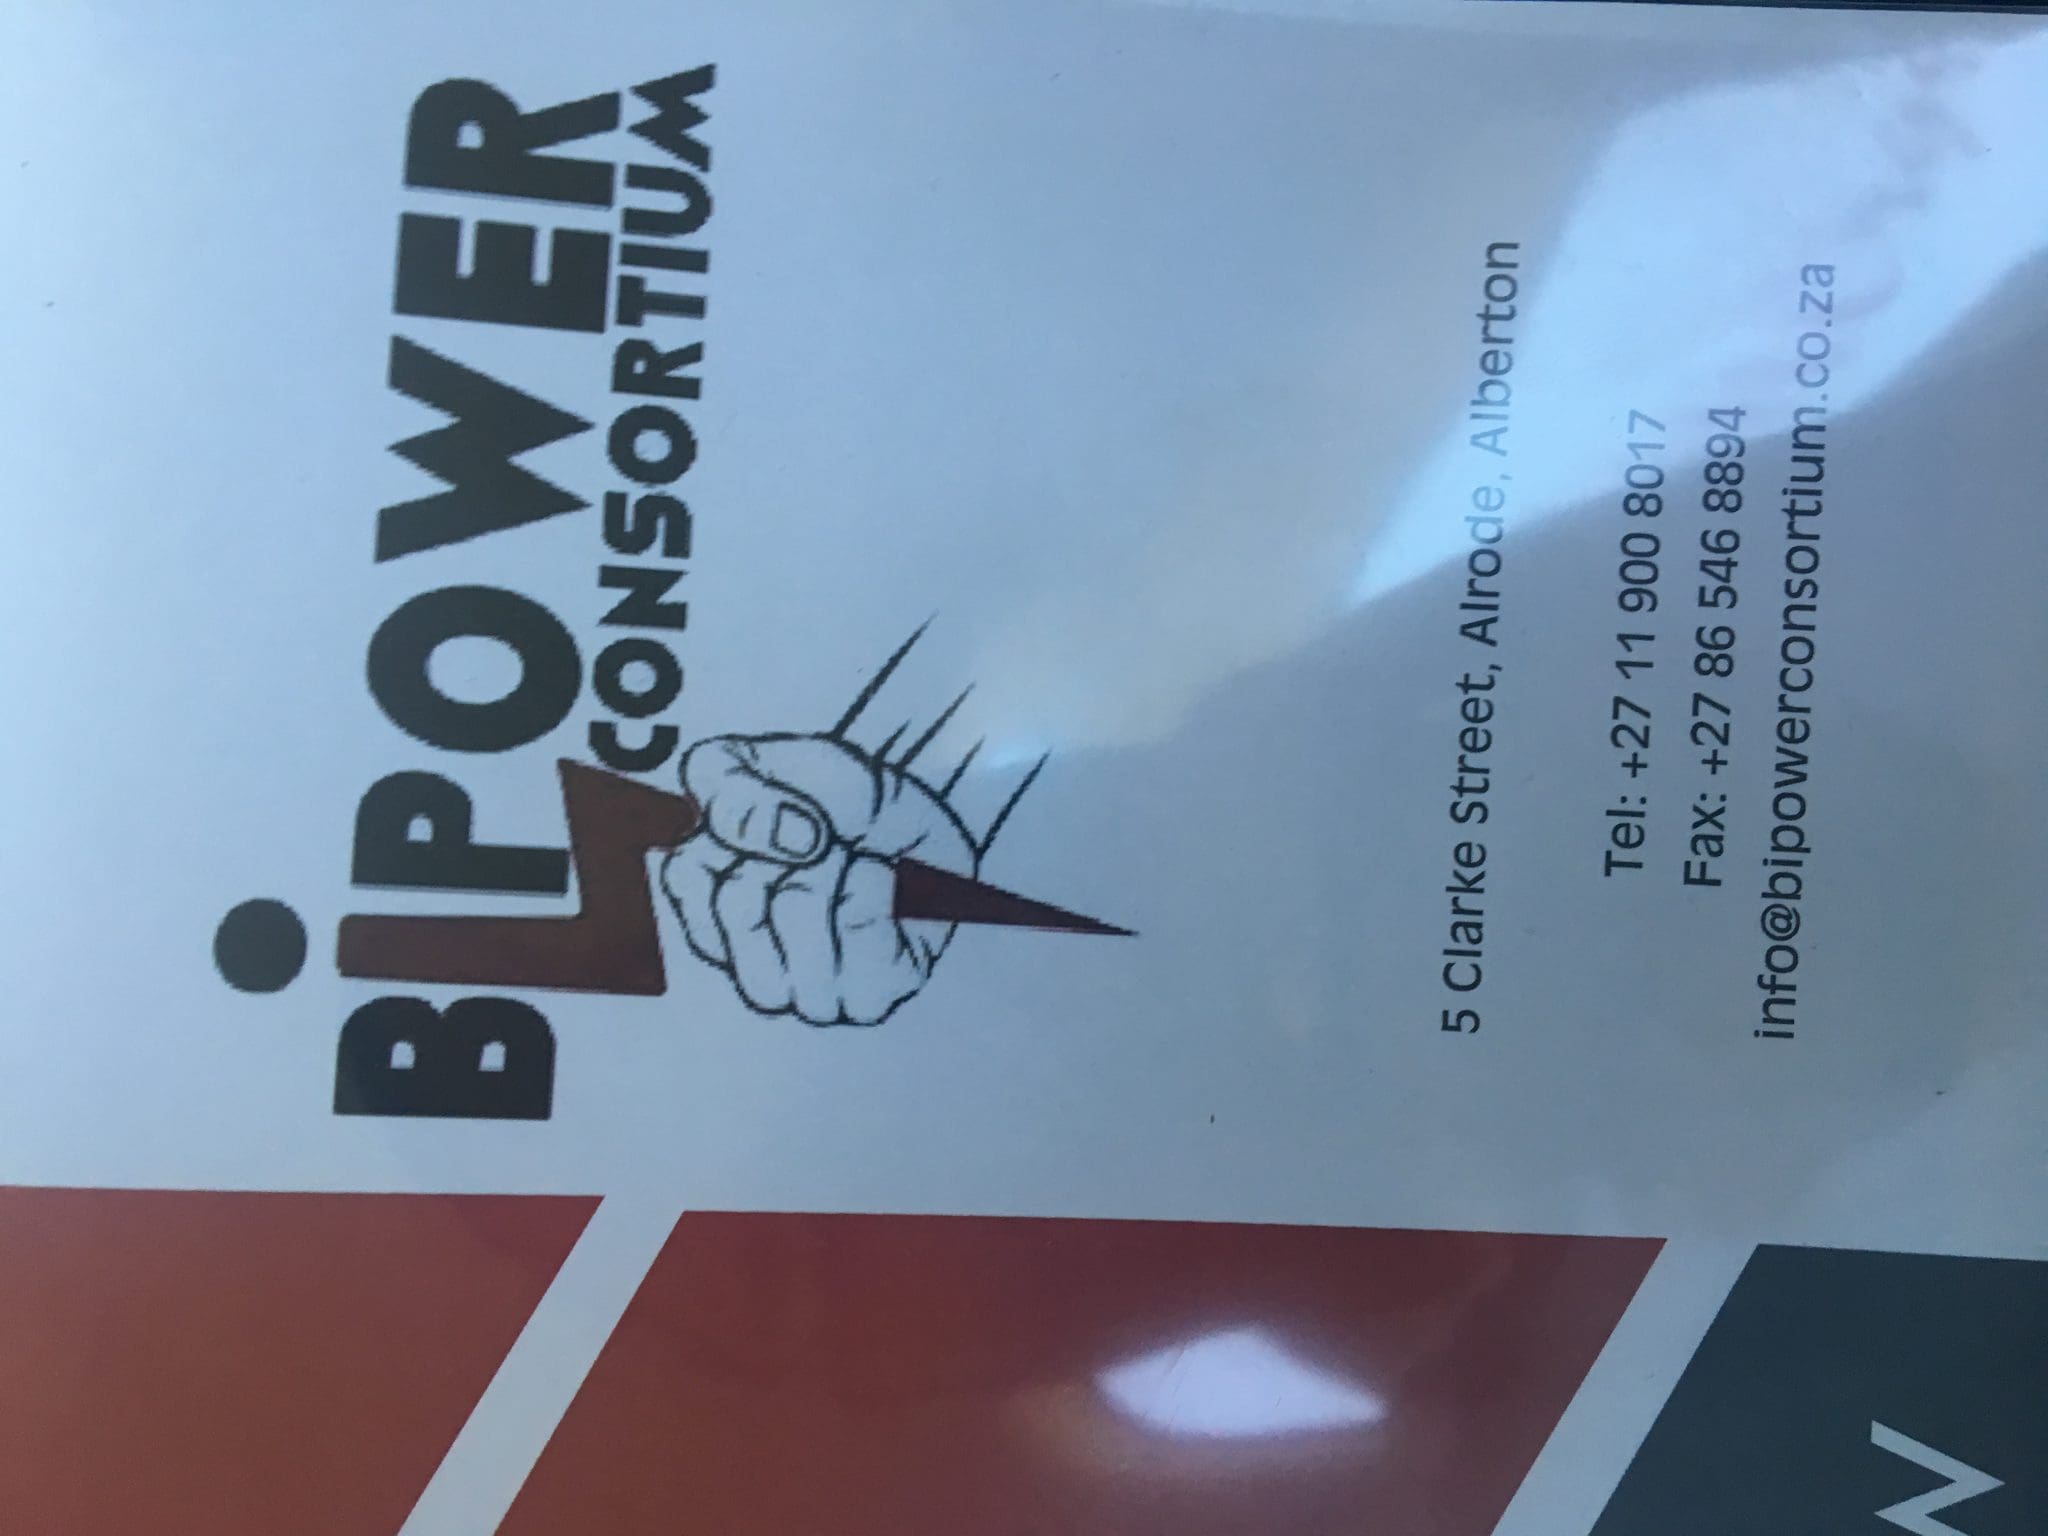 BiPOWER
CONSORTIUM
5 Clarke Street, Alrode, Alberton
Tel: +27 11 900 8017
Fax: +27 86 546 8894
info@bipowerconsortium.co.za